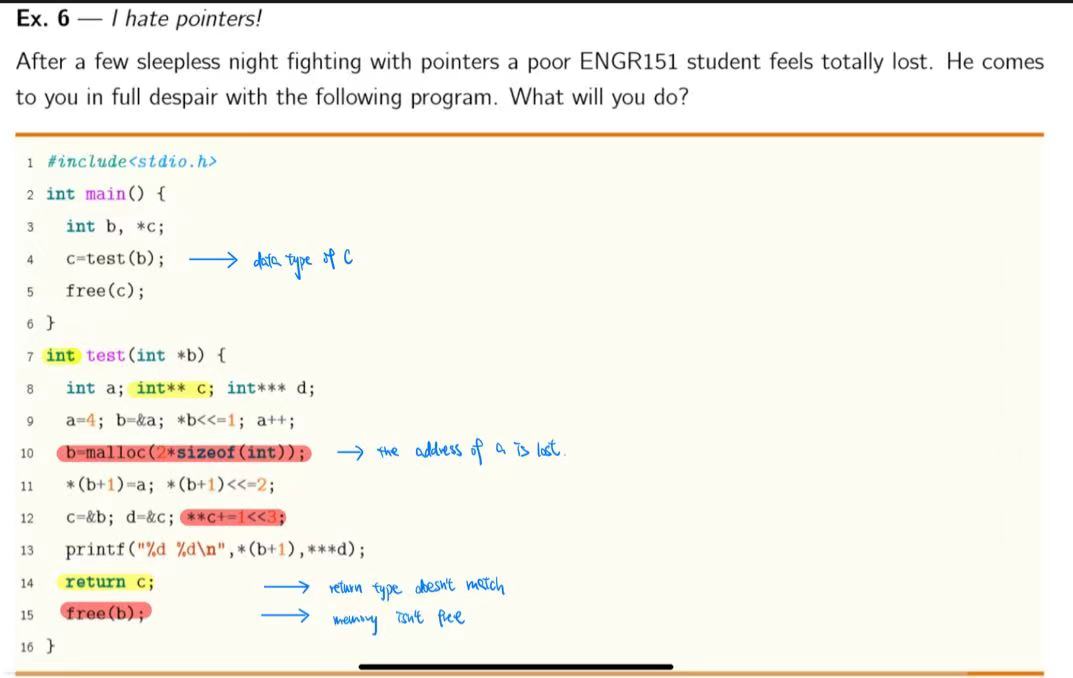 Ex. 6 — I hate pointers!
After a few sleepless night fighting with pointers a poor ENGR151 student feels totally lost. He comes
to you in full despair with the following program. What will you do?
1 #include<stdio.h>
2 int main() {
3 int b, *c;
4 c=test(b); → data type of C
5 free(c);
6 }
7 int test(int *b) {
8 int a; int** c; int*** d;
9 a=4; b=&a; *b<<=1; a++;
10 b=malloc(2*sizeof(int)); → the address of a is lost.
11 *(b+1)=a; *(b+1)<<=2;
12 c=&b; d=&c; **c+=1<<3;
13 printf("%d %d\n",*(b+1),***d);
14 return c; → return type doesn't match
15 free(b); → memory isn't free
16 }